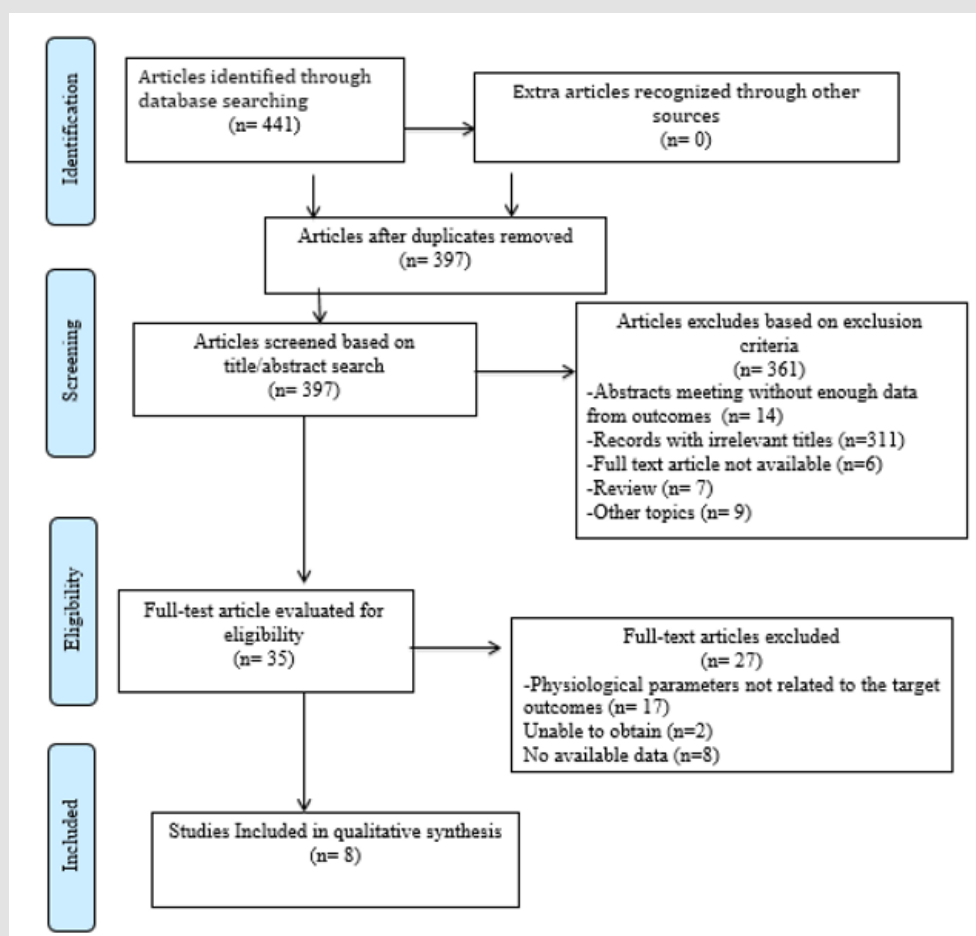 Identification
Articles identified through
database searching
(n= 441)
Extra articles recognized through other
sources
(n= 0)
Articles after duplicates removed
(n= 397)
Screening
Articles screened based on
title/abstract search
(n= 397)
Articles excludes based on exclusion
criteria
(n= 361)
-Abstracts meeting without enough data
from outcomes (n= 14)
-Records with irrelevant titles (n=311)
-Full text article not available (n=6)
-Review (n= 7)
-Other topics (n= 9)
Eligibility
Full-test article evaluated for
eligibility
(n= 35)
Full-text articles excluded
(n= 27)
-Physiological parameters not related to the target
outcomes (n= 17)
Unable to obtain (n=2)
No available data (n=8)
Included
Studies Included in qualitative synthesis
(n= 8)